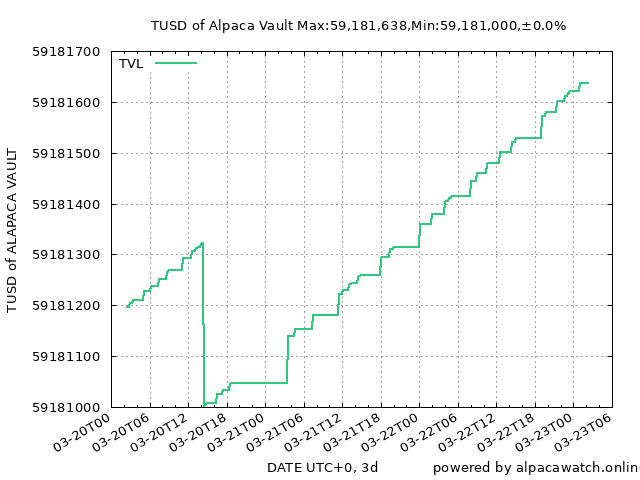 TUSD of Alpaca Vault Max:59,181,638,Min:59,181,000,±0.0%
TVL
59181700
59181600
59181500
59181400
59181300
59181200
59181100
59181000
TUSD of ALAPACA VAULT
03-20T00
03-20T06
03-20T12
03-20T18
03-21T00
03-21T06
03-21T12
03-21T18
03-22T00
03-22T06
03-22T12
03-22T18
03-23T00
03-23T06
DATE UTC+0, 3d
powered by alpacawatch.onlin